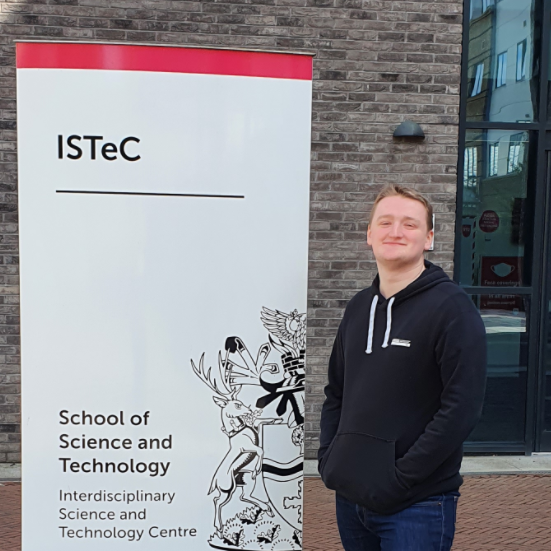 ISTeC
School of
Science and
Technology
Interdisciplinary
Science and
Technology Centre